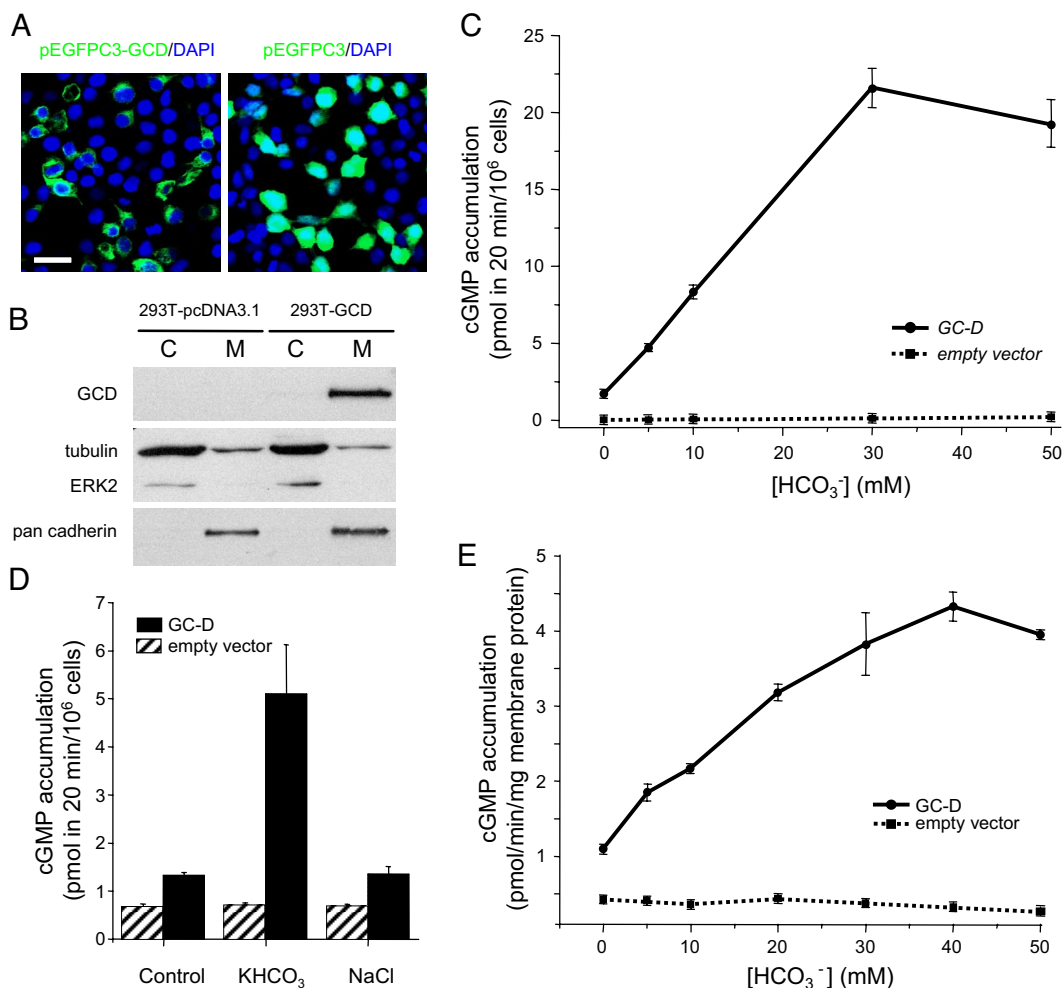 A
pEGFPC3-GCD/DAPI
pEGFPC3/DAPI
B
293T-pcDNA3.1 293T-GCD
C M C M
GCD
tubulin
ERK2
pan cadherin
C
cGMP accumulation
(pmol in 20 min/10⁶ cells)
25
20
15
10
5
0
GC-D
empty vector
0 10 20 30 40 50
[HCO₃⁻] (mM)
D
cGMP accumulation
(pmol in 20 min/10⁶ cells)
7
6
5
4
3
2
1
0
GC-D
empty vector
Control KHCO₃ NaCl
E
cGMP accumulation
(pmol/min/mg membrane protein)
5
4
3
2
1
GC-D
empty vector
0 10 20 30 40 50
[HCO₃⁻] (mM)